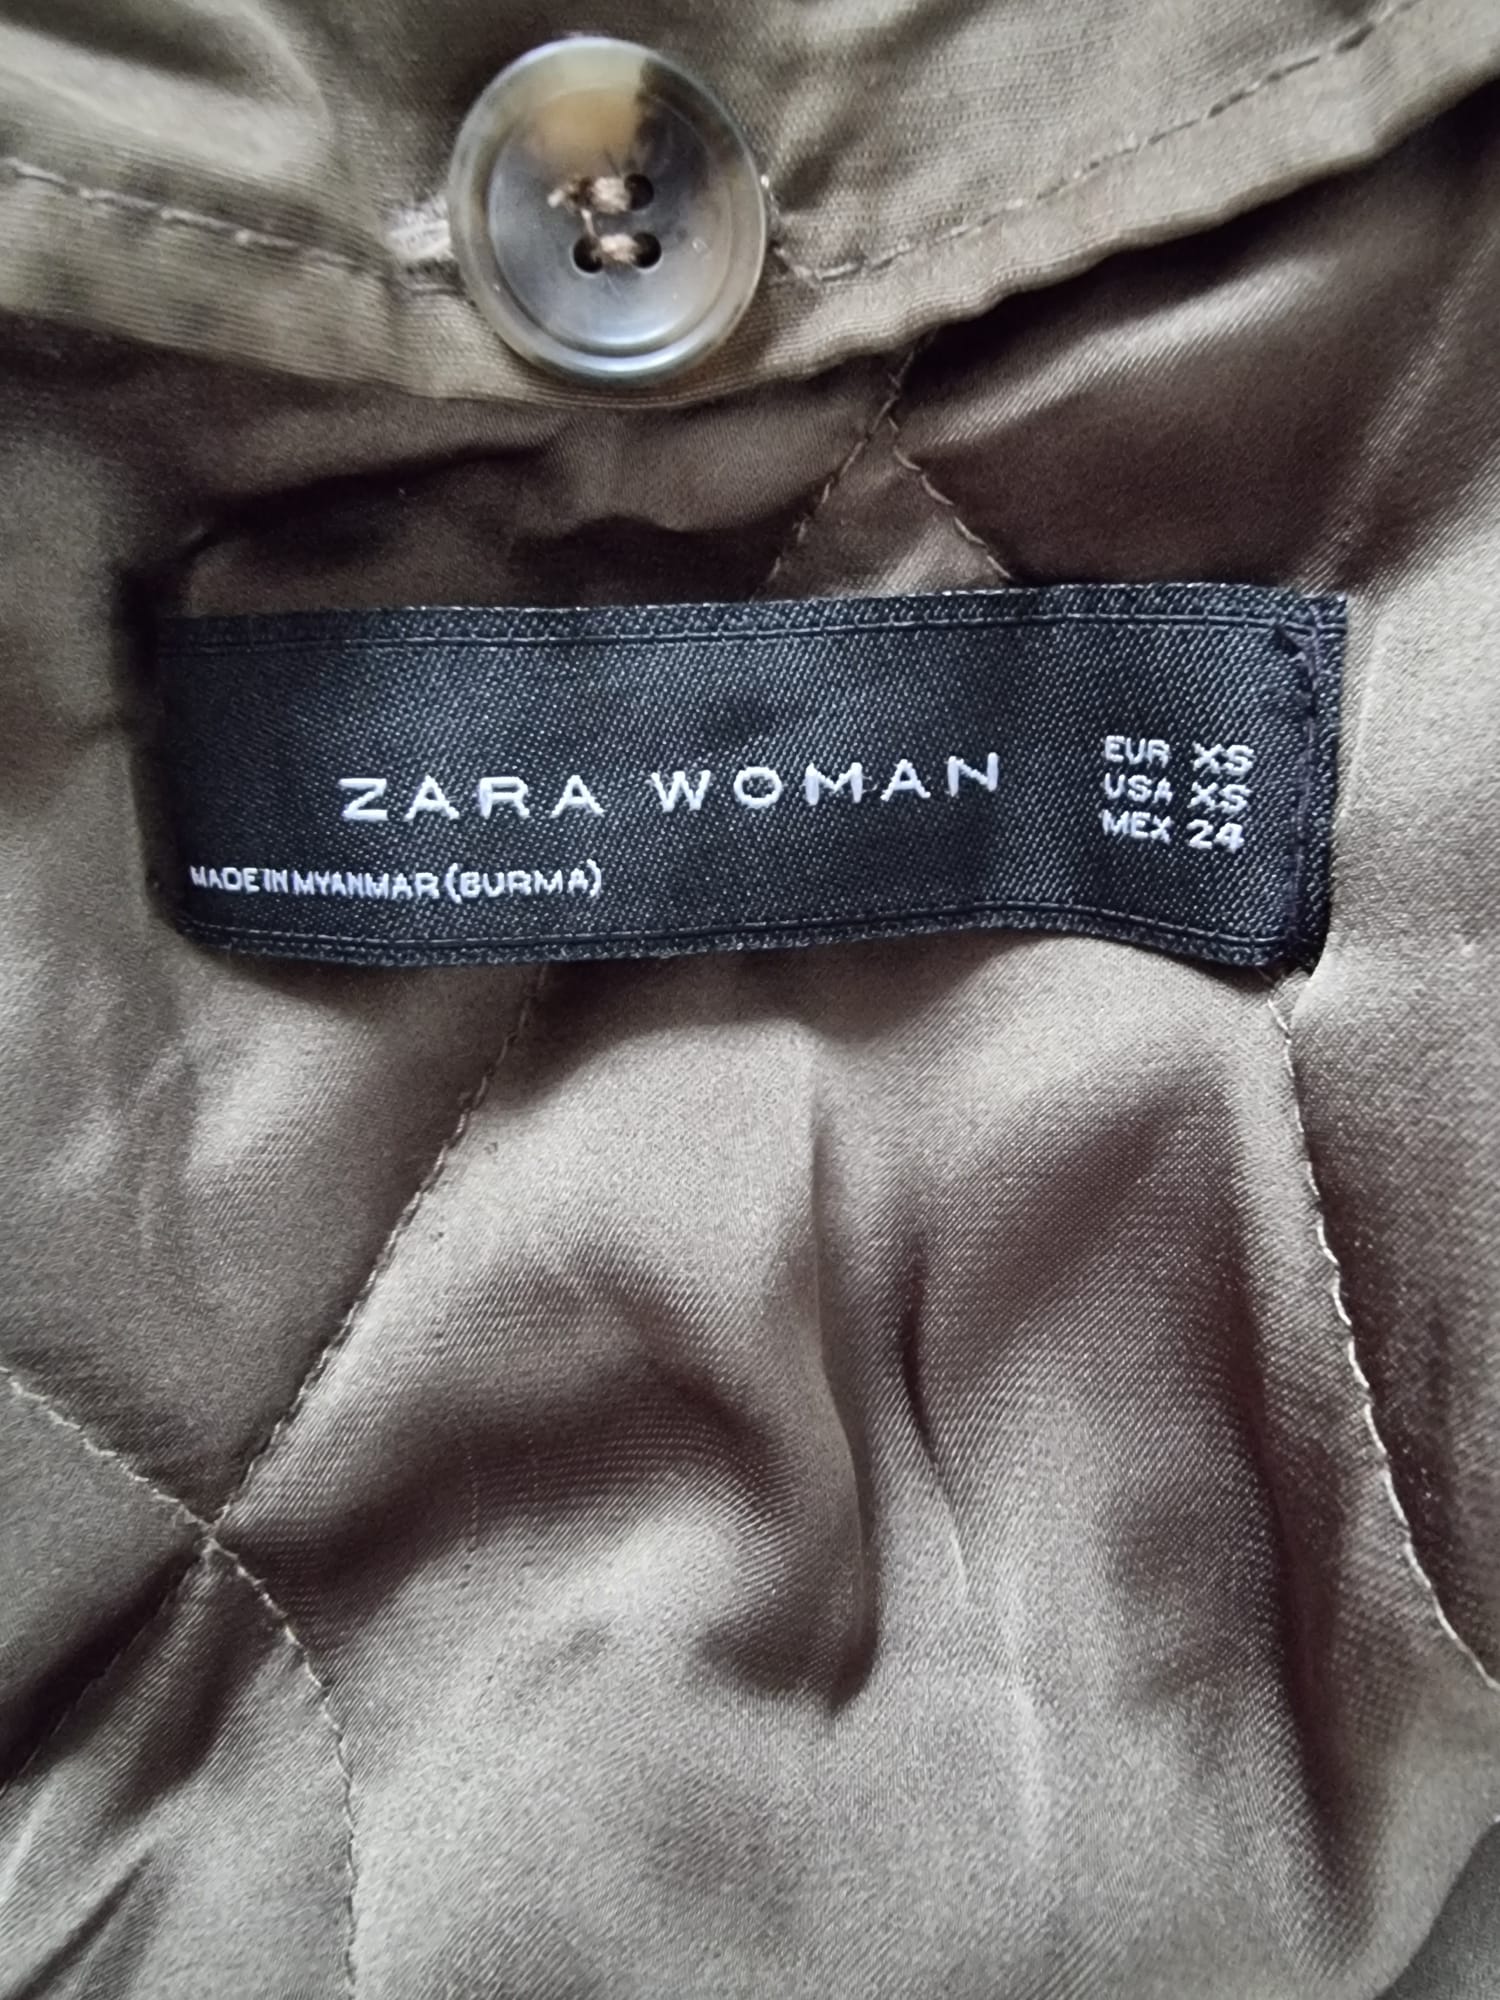 ZARA WOMAN
EUR XS
USA XS
MEX 24
MADE IN MYANMAR (BURMA)